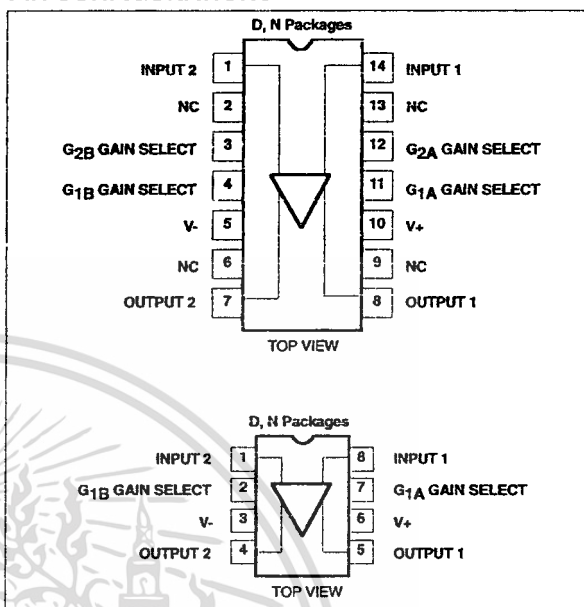 D, N Packages
INPUT 2 1 14 INPUT 1
NC 2 13 NC
G2B GAIN SELECT 3 12 G2A GAIN SELECT
G1B GAIN SELECT 4 11 G1A GAIN SELECT
V- 5 10 V+
NC 6 9 NC
OUTPUT 2 7 8 OUTPUT 1
TOP VIEW
D, N Packages
INPUT 2 1 8 INPUT 1
G1B GAIN SELECT 2 7 G1A GAIN SELECT
V- 3 6 V+
OUTPUT 2 4 5 OUTPUT 1
TOP VIEW